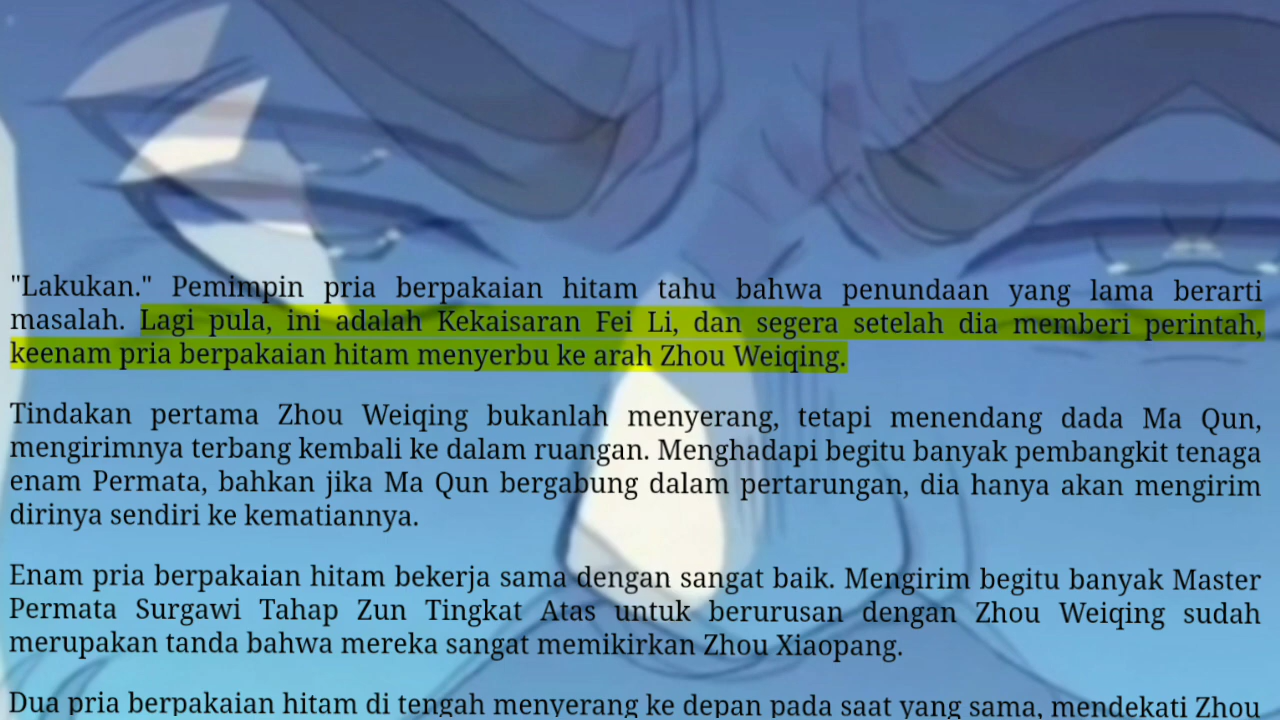 "Lakukan." Pemimpin pria berpakaian hitam tahu bahwa penundaan yang lama berarti
masalah. Lagi pula, ini adalah Kekaisaran Fei Li, dan segera setelah dia memberi perintah,
keenam pria berpakaian hitam menyerbu ke arah Zhou Weiqing.
Tindakan pertama Zhou Weiqing bukanlah menyerang, tetapi menendang dada Ma Qun,
mengirimnya terbang kembali ke dalam ruangan. Menghadapi begitu banyak pembangkit tenaga
enam Permata, bahkan jika Ma Qun bergabung dalam pertarungan, dia hanya akan mengirim
dirinya sendiri ke kematiannya.
Enam pria berpakaian hitam bekerja sama dengan sangat baik. Mengirim begitu banyak Master
Permata Surgawi Tahap Zun Tingkat Atas untuk berurusan dengan Zhou Weiqing sudah
merupakan tanda bahwa mereka sangat memikirkan Zhou Xiaopang.
Dua pria berpakaian hitam di tengah menyerang ke depan pada saat yang sama, mendekati Zhou